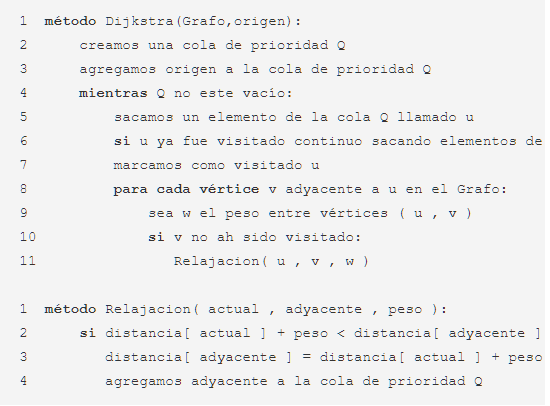 1 método Dijkstra(Grafo,origen):
2 creamos una cola de prioridad Q
3 agregamos origen a la cola de prioridad Q
4 mientras Q no este vacío:
5 sacamos un elemento de la cola Q llamado u
6 si u ya fue visitado continuo sacando elementos de
7 marcamos como visitado u
8 para cada vértice v adyacente a u en el Grafo:
9 sea w el peso entre vértices ( u , v )
10 si v no ah sido visitado:
11 Relajacion( u , v , w )
1 método Relajacion( actual , adyacente , peso ):
2 si distancia[ actual ] + peso < distancia[ adyacente ]
3 distancia[ adyacente ] = distancia[ actual ] + peso
4 agregamos adyacente a la cola de prioridad Q